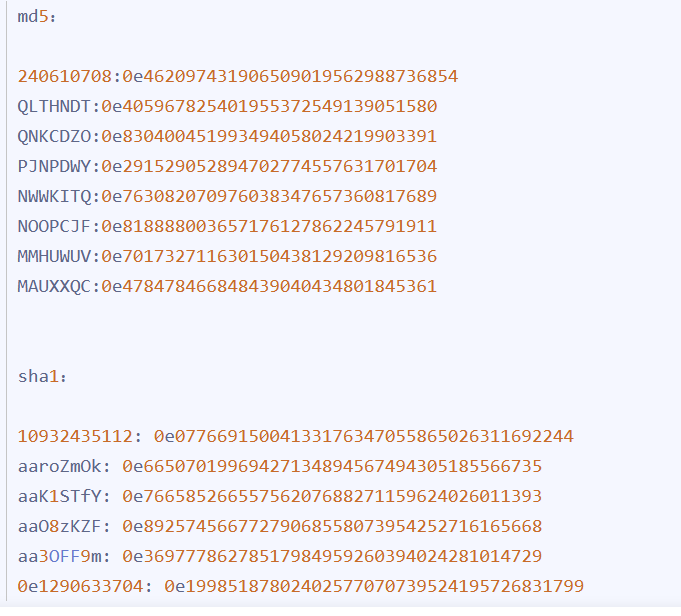 md5:
240610708:0e462097431906509019562988736854
QLTHNDT:0e405967825401955372549139051580
QNKCDZO:0e830400451993494058024219903391
PJNPDWY:0e291529052894702774557631701704
NWWKITQ:0e763082070976038347657360817689
NOOPCJF:0e818888003657176127862245791911
MMHUWUV:0e701732711630150438129209816536
MAUXXQC:0e478478466848439040434801845361
sha1:
10932435112: 0e07766915004133176347055865026311692244
aaroZmOk: 0e66507019969427134894567494305185566735
aaK1STfY: 0e76658526655756207688271159624026011393
aaO8zKZF: 0e89257456677279068558073954252716165668
aa3OFF9m: 0e36977786278517984959260394024281014729
0e1290633704: 0e19985187802402577070739524195726831799